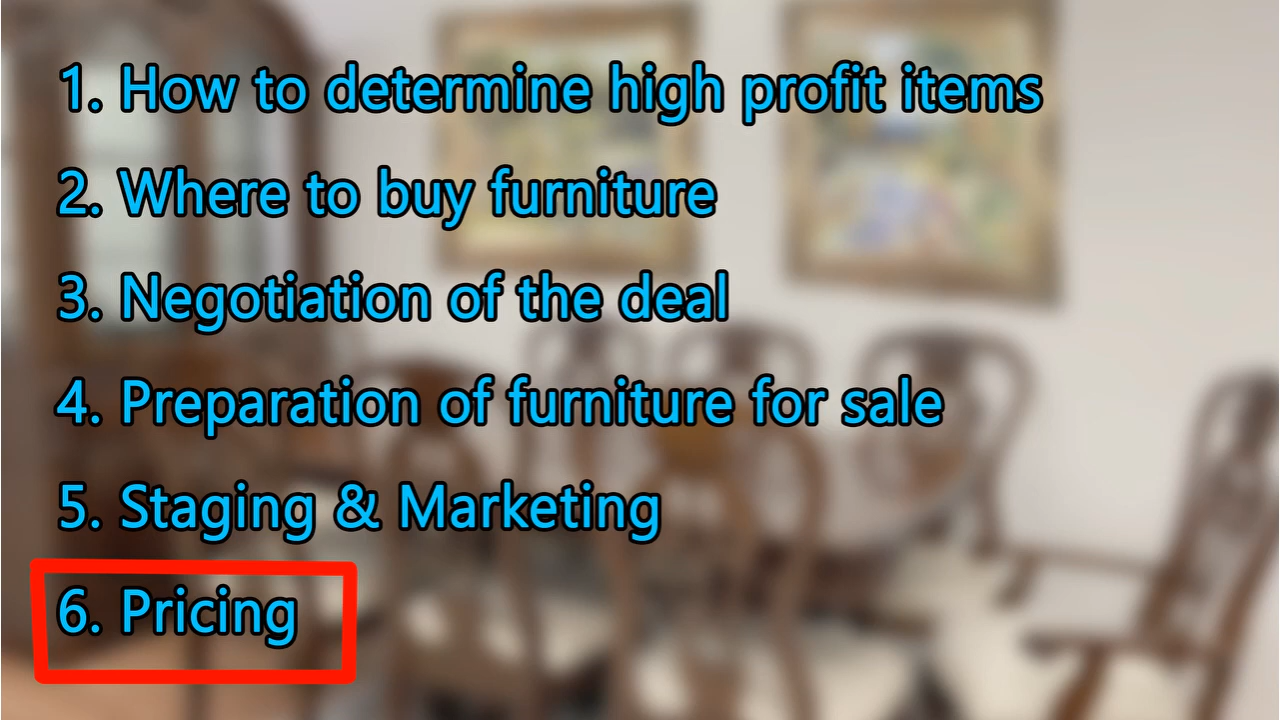 1. How to determine high profit items
2. Where to buy furniture
3. Negotiation of the deal
4. Preparation of furniture for sale
5. Staging & Marketing
6. Pricing